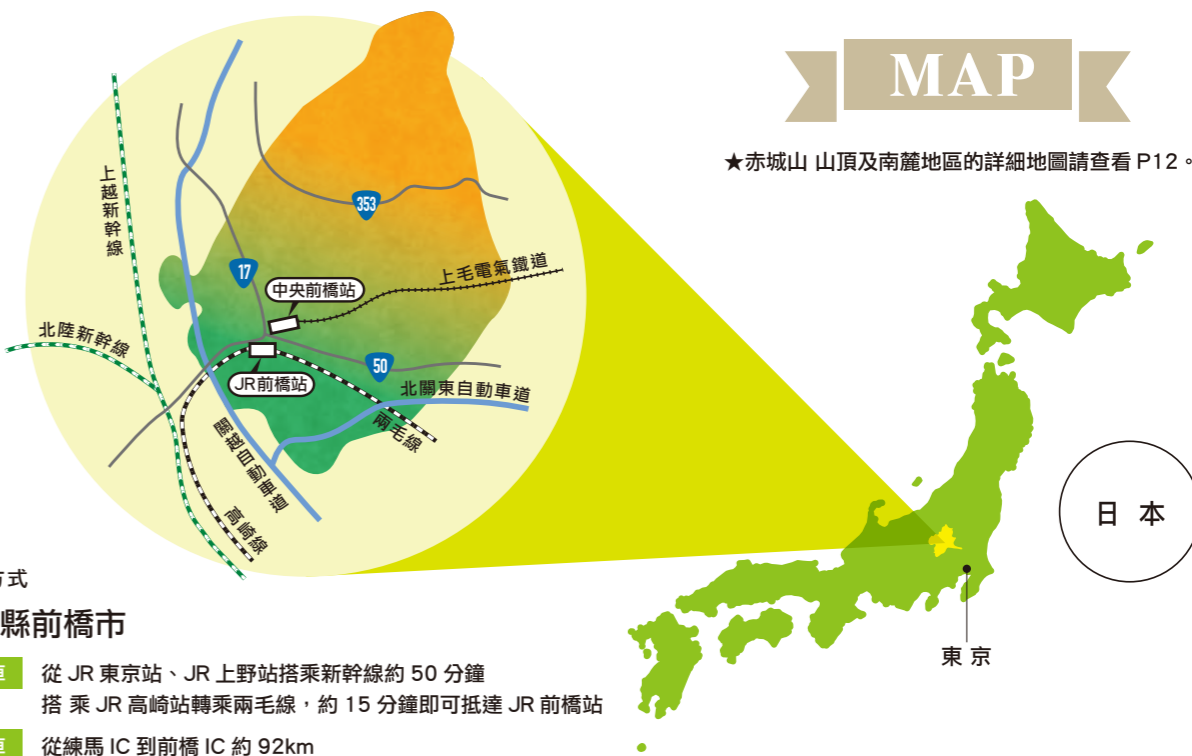 MAP
★赤城山 山頂及南麓地區的詳細地圖請查看 P12。
上越新幹線
353
17
中央前橋站
上毛電氣鐵道
北陸新幹線
50
JR前橋站
北關東自動車道
兩毛線
關越自動車道
高崎線
日 本
東 京
方式
縣前橋市
車 從 JR 東京站、JR 上野站搭乘新幹線約 50 分鐘
搭 乘 JR 高崎站轉乘兩毛線，約 15 分鐘即可抵達 JR 前橋站
車 從練馬 IC 到前橋 IC 約 92km